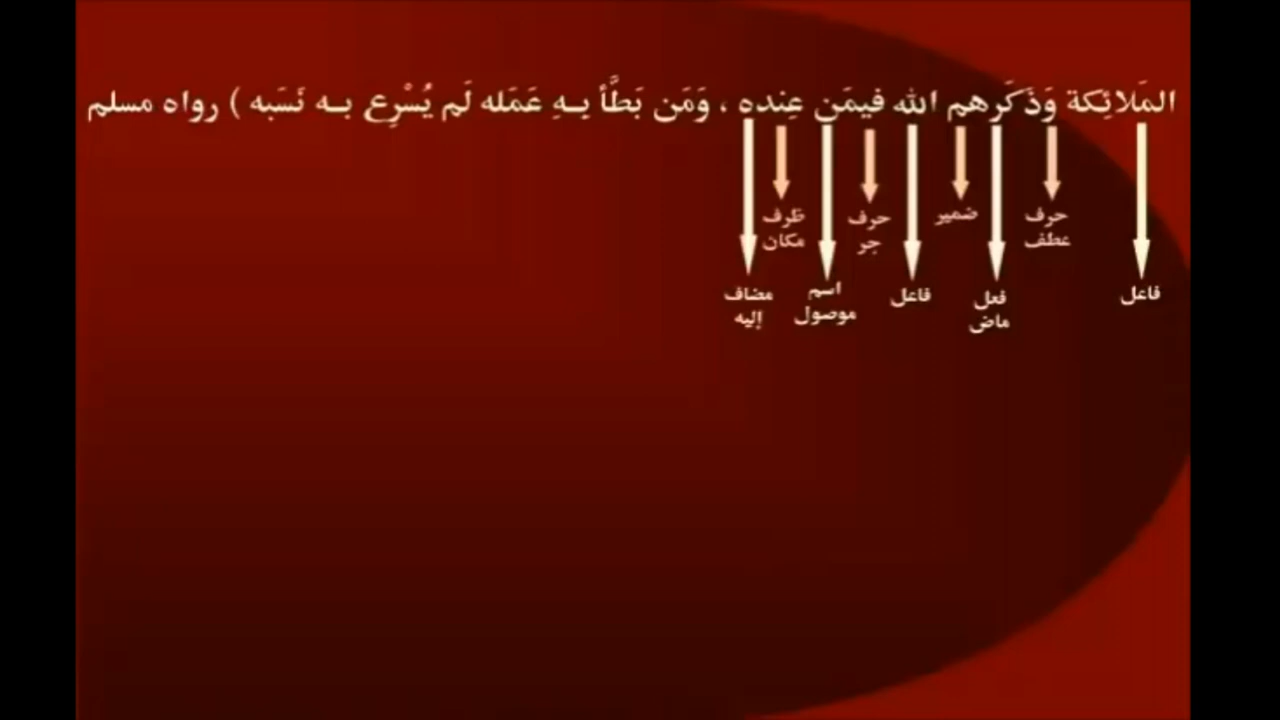 المَلائِكة وَذَكَرهم الله فيمَن عِنده ، وَمَن بَطَّأ بِـهِ عَمَله لَم يُسْرِع بـه نَسَبه ) رواه مسلم
حرف عطف
ضمير
حرف جر
ظرف مكان
فاعل
فعل ماض
فاعل
اسم موصول
مضاف إليه